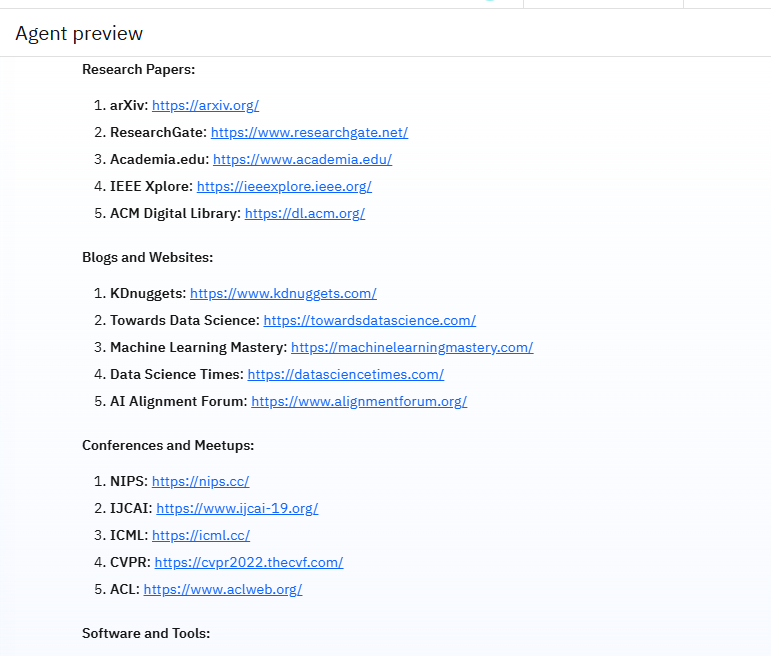 Agent preview
Research Papers:
1. arXiv: https://arxiv.org/
2. ResearchGate: https://www.researchgate.net/
3. Academia.edu: https://www.academia.edu/
4. IEEE Xplore: https://ieeexplore.ieee.org/
5. ACM Digital Library: https://dl.acm.org/
Blogs and Websites:
1. KDnuggets: https://www.kdnuggets.com/
2. Towards Data Science: https://towardsdatascience.com/
3. Machine Learning Mastery: https://machinelearningmastery.com/
4. Data Science Times: https://datasciencetimes.com/
5. AI Alignment Forum: https://www.alignmentforum.org/
Conferences and Meetups:
1. NIPS: https://nips.cc/
2. IJCAI: https://www.ijcai-19.org/
3. ICML: https://icml.cc/
4. CVPR: https://cvpr2022.thecvf.com/
5. ACL: https://www.aclweb.org/
Software and Tools: